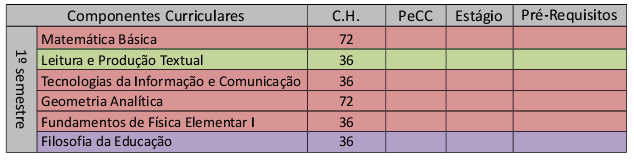 Componentes Curriculares C.H. PeCC Estágio Pré-Requisitos
1º semestre
Matemática Básica 72
Leitura e Produção Textual 36
Tecnologias da Informação e Comunicação 36
Geometria Analítica 72
Fundamentos de Física Elementar I 36
Filosofia da Educação 36